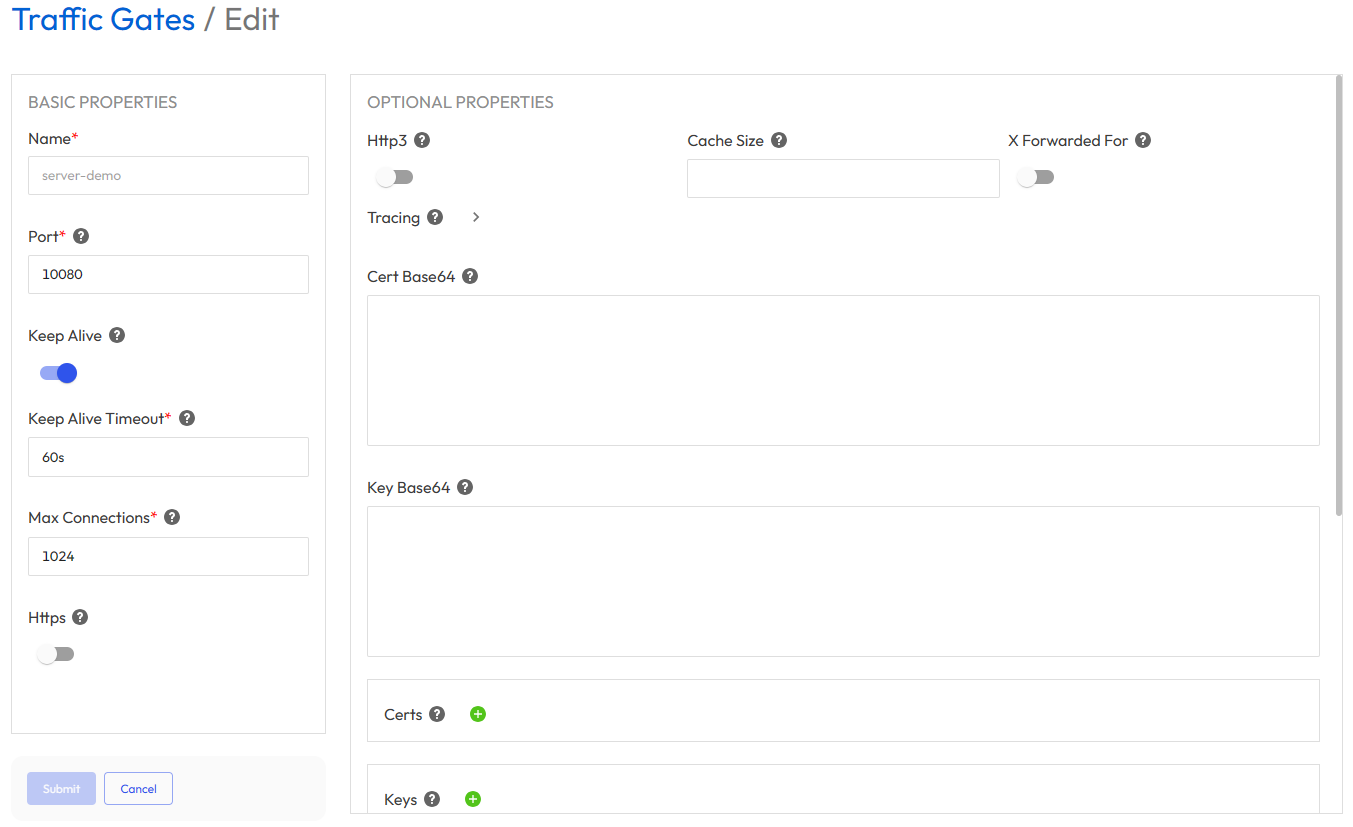 Traffic Gates / Edit
BASIC PROPERTIES
Name*
server-demo
Port* ?
10080
Keep Alive ?
Keep Alive Timeout* ?
60s
Max Connections* ?
1024
Https ?
Submit Cancel
OPTIONAL PROPERTIES
Http3 ? Cache Size ? X Forwarded For ?
Tracing ? >
Cert Base64 ?
Key Base64 ?
Certs ? +
Keys ? +